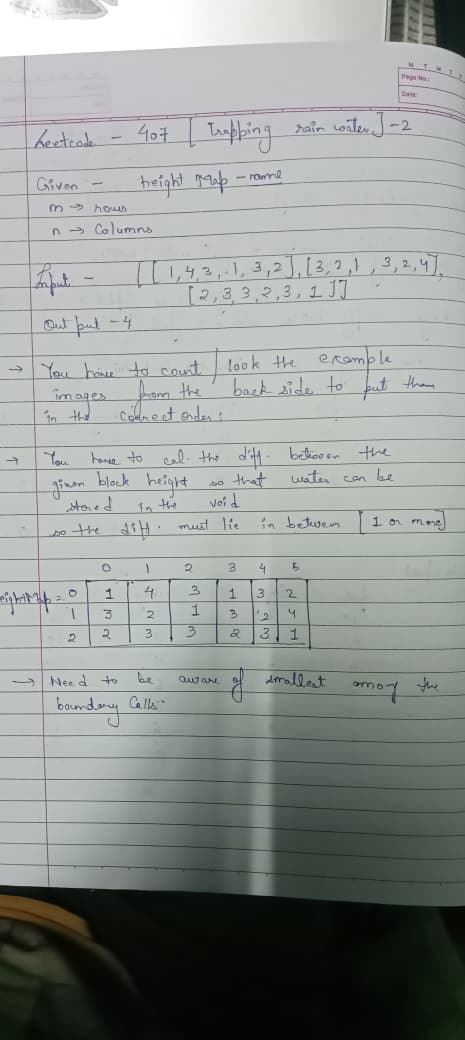 M T W T F
Page No.:
Date:
Leetcode - 407 [ Trapping rain water ] -2
Given - height Map - name
m → rows
n → Columns
Input - [ [ 1,4,3,1,3,2 ], [ 3,2,1,3,2,4 ],
[ 2,3,3,2,3,1 ] ]
Out put - 4
→ You have to count / look the example
images from the back side to put them
in the correct order :
→ You have to cal. the diff. between the
given block height so that water can be
stored in the void
so the diff. must lie in betwen [ 1 or more ]
0 1 2 3 4 5
eightMap = 0 1 4 3 1 3 2
1 3 2 1 3 2 4
2 2 3 3 2 3 1
→ Need to be aware of smallest amoy the
boundary Cells.